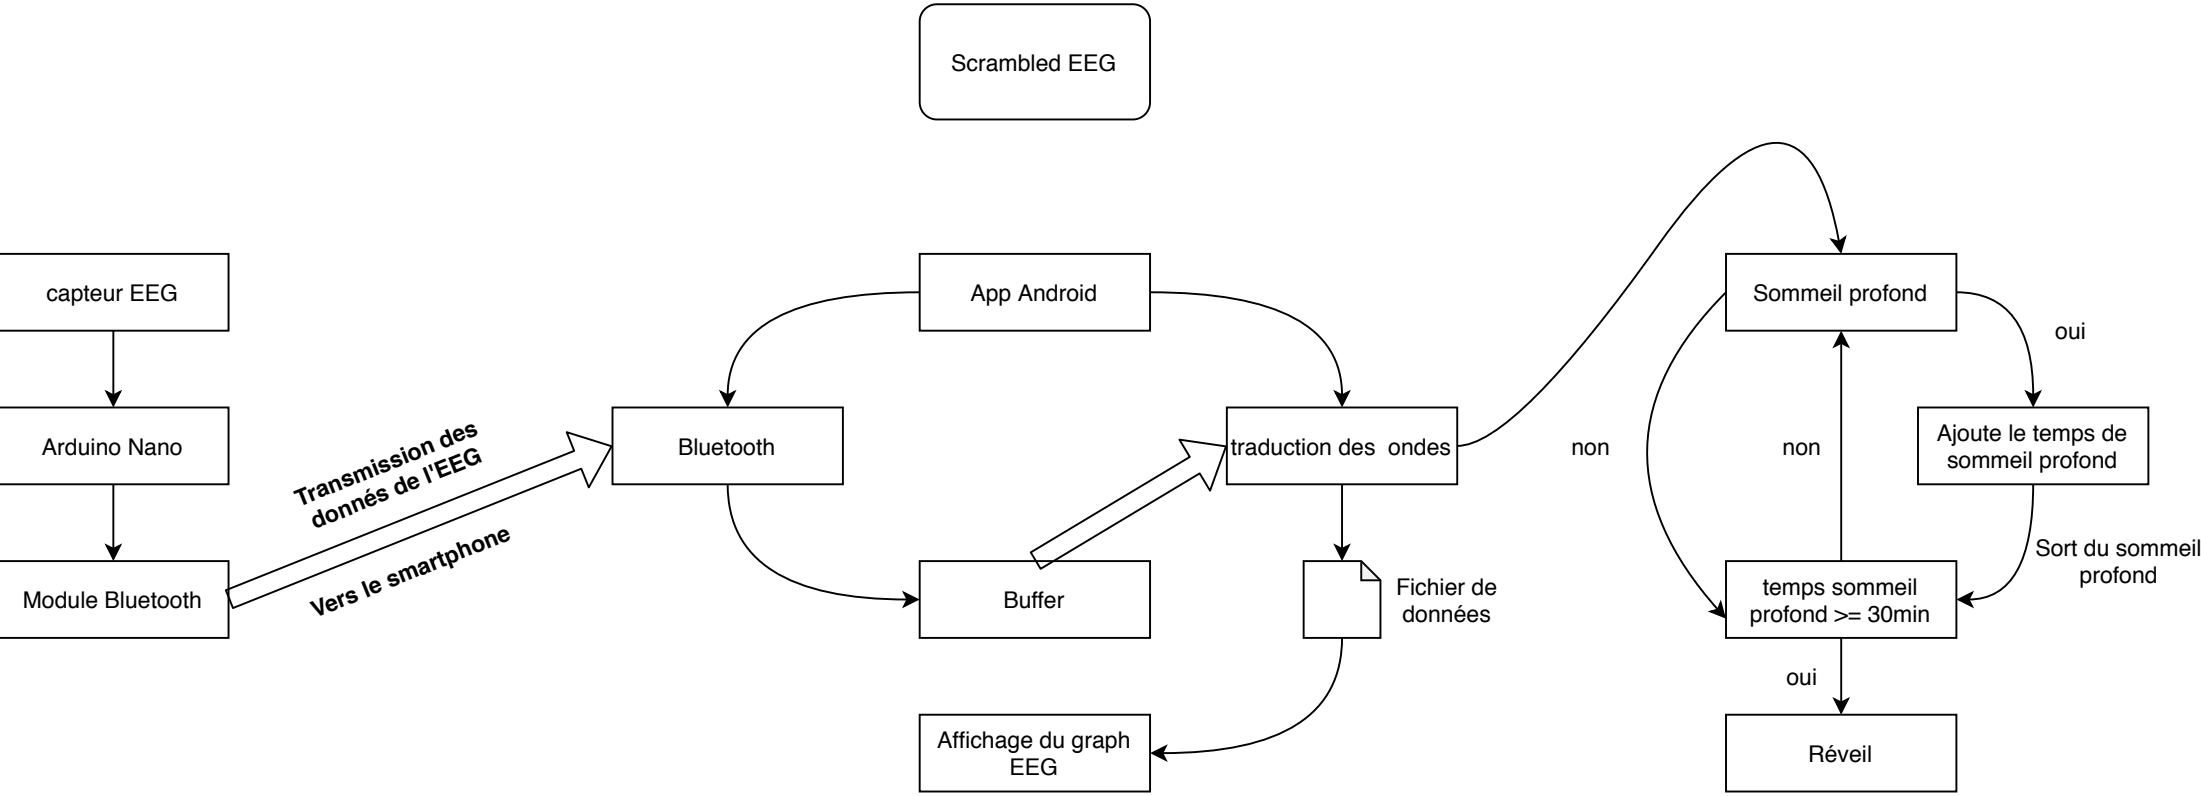 Scrambled EEG
capteur EEG
App Android
Sommeil profond
oui
Arduino Nano
Transmission des
donnés de l'EEG
Bluetooth
traduction des ondes
non
non
Ajoute le temps de
sommeil profond
Vers le smartphone
Sort du sommeil
profond
Module Bluetooth
Buffer
Fichier de
données
temps sommeil
profond >= 30min
oui
Affichage du graph
EEG
Réveil